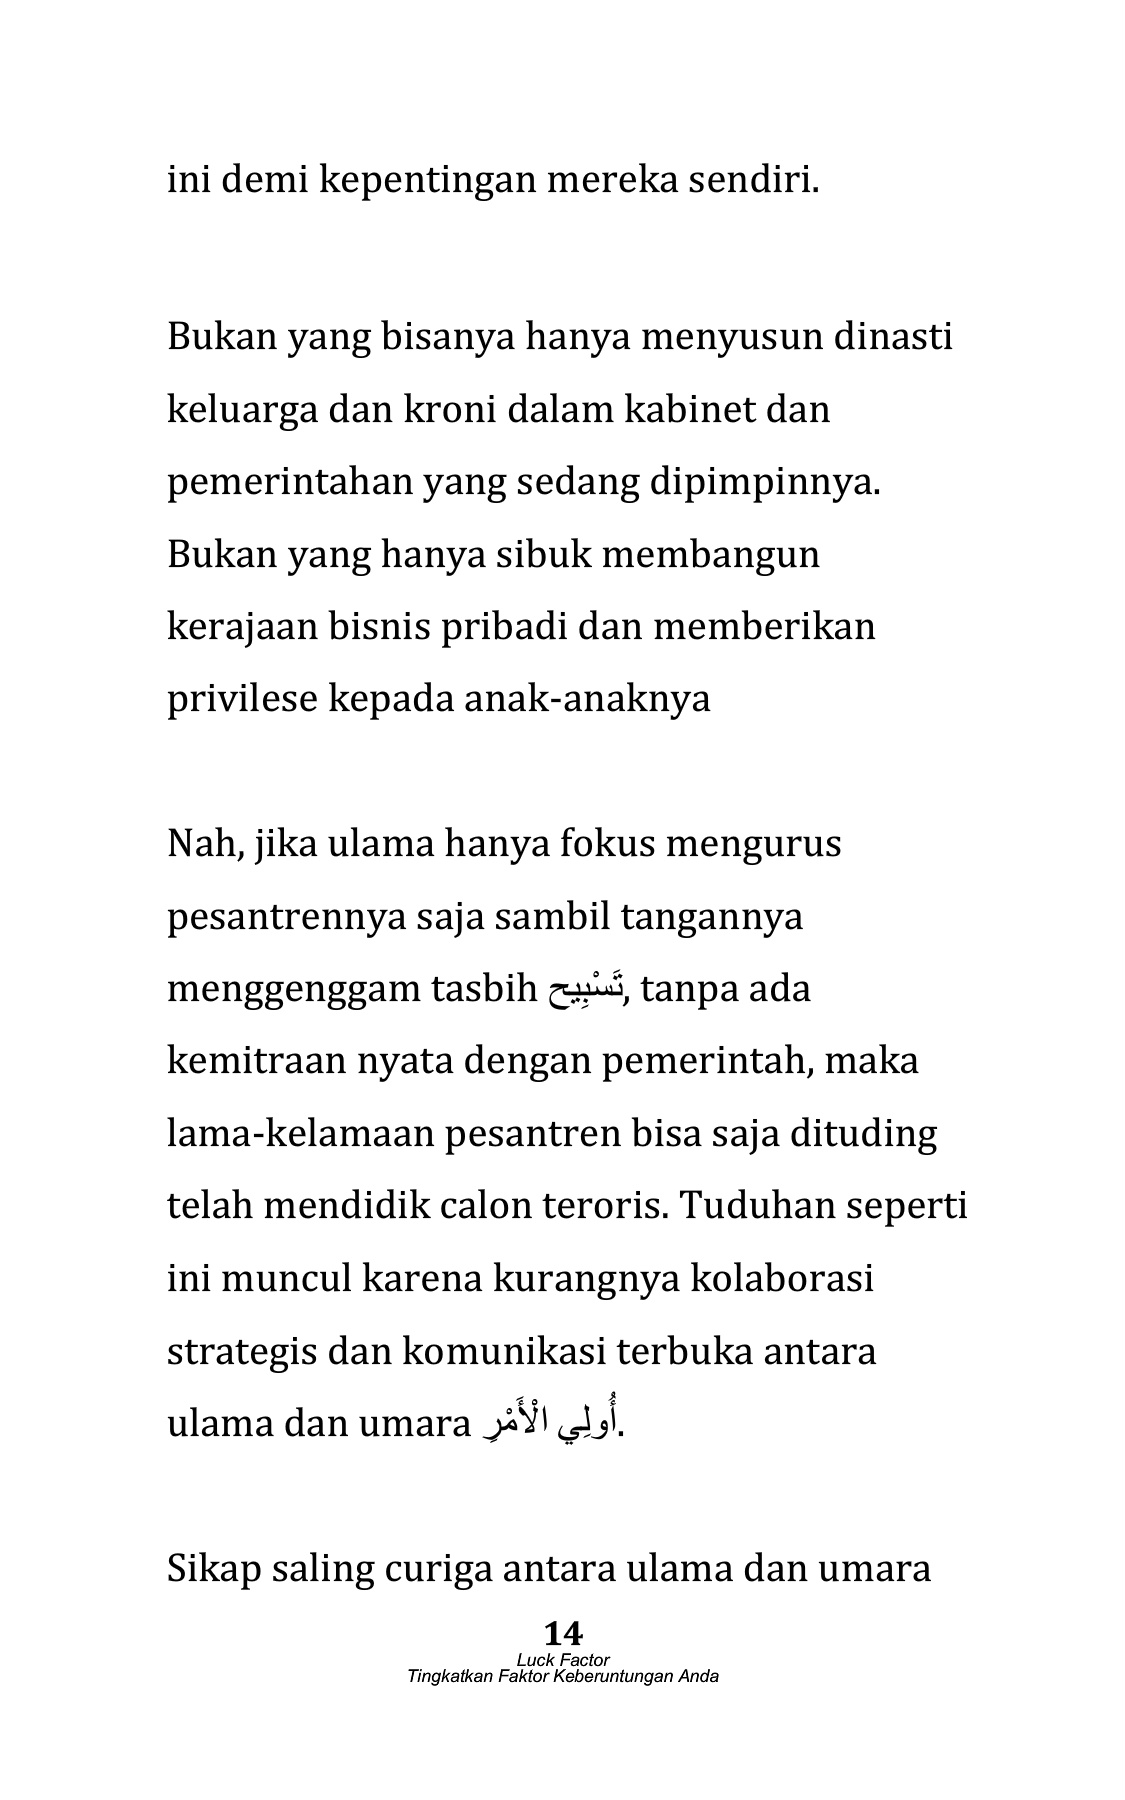 ini demi kepentingan mereka sendiri.
Bukan yang bisanya hanya menyusun dinasti
keluarga dan kroni dalam kabinet dan
pemerintahan yang sedang dipimpinnya.
Bukan yang hanya sibuk membangun
kerajaan bisnis pribadi dan memberikan
privilese kepada anak-anaknya
Nah, jika ulama hanya fokus mengurus
pesantrennya saja sambil tangannya
menggenggam tasbih تَسْبِيح, tanpa ada
kemitraan nyata dengan pemerintah, maka
lama-kelamaan pesantren bisa saja dituding
telah mendidik calon teroris. Tuduhan seperti
ini muncul karena kurangnya kolaborasi
strategis dan komunikasi terbuka antara
ulama dan umara أُولِي الْأَمْرِ.
Sikap saling curiga antara ulama dan umara
14
Luck Factor
Tingkatkan Faktor Keberuntungan Anda